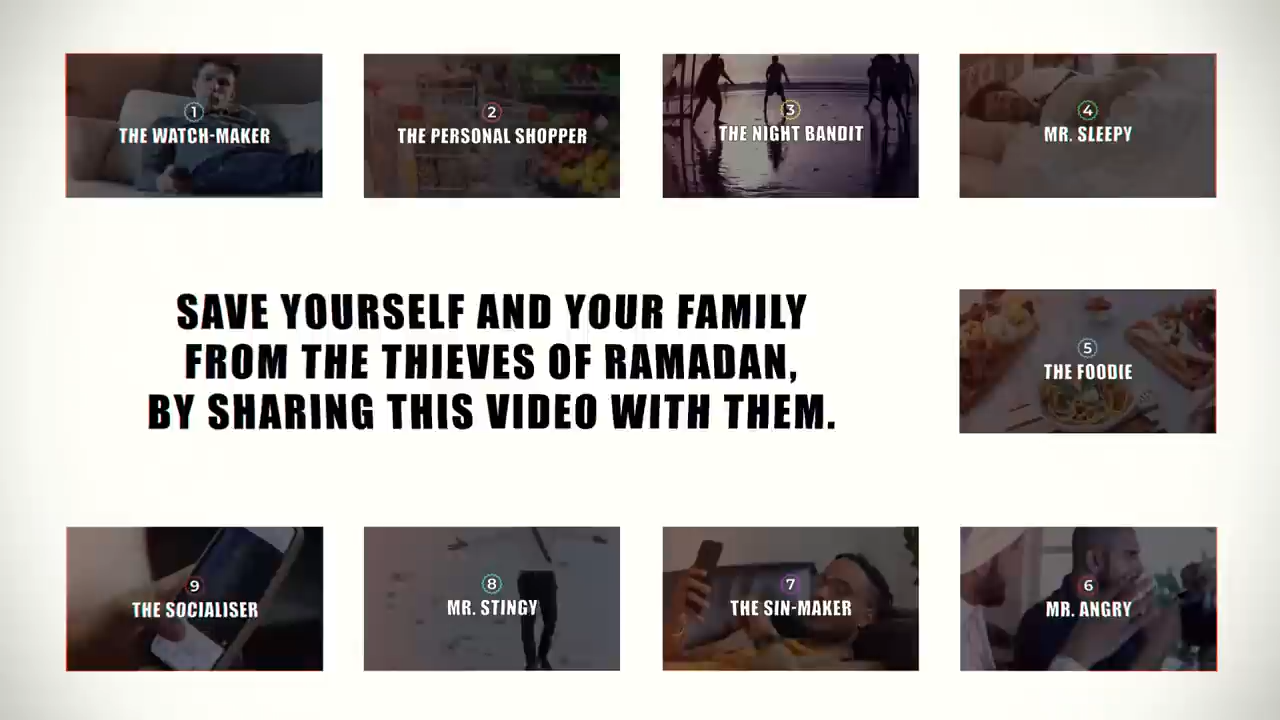 1
THE WATCH-MAKER
2
THE PERSONAL SHOPPER
3
THE NIGHT BANDIT
4
MR. SLEEPY
SAVE YOURSELF AND YOUR FAMILY
FROM THE THIEVES OF RAMADAN,
BY SHARING THIS VIDEO WITH THEM.
5
THE FOODIE
9
THE SOCIALISER
8
MR. STINGY
7
THE SIN-MAKER
6
MR. ANGRY